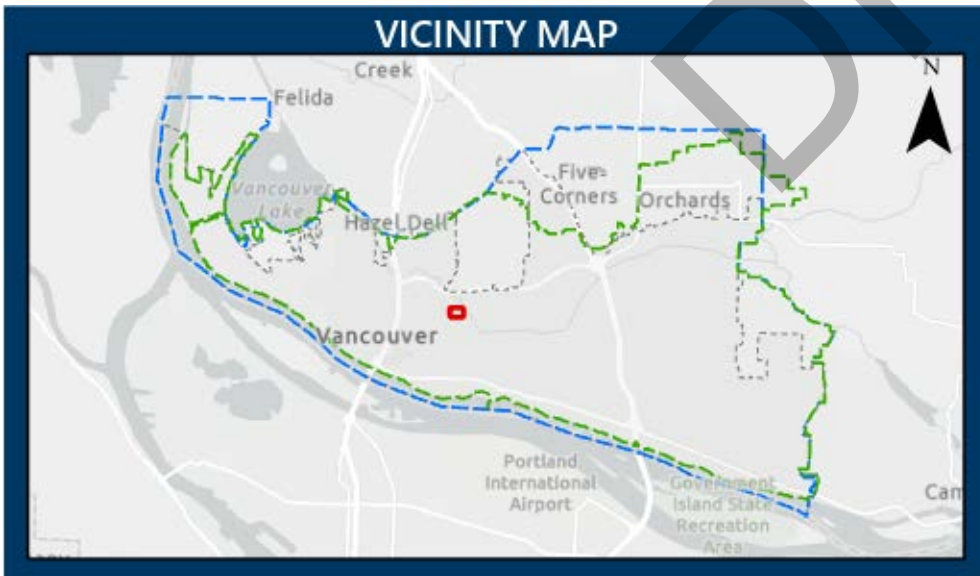 VICINITY MAP
Creek
N
Felida
Five-
Corners
Vancouver
Lake
Orchards
Hazel Dell
Vancouver
Portland
International
Airport
Government
Island State
Recreation
Area
Cam